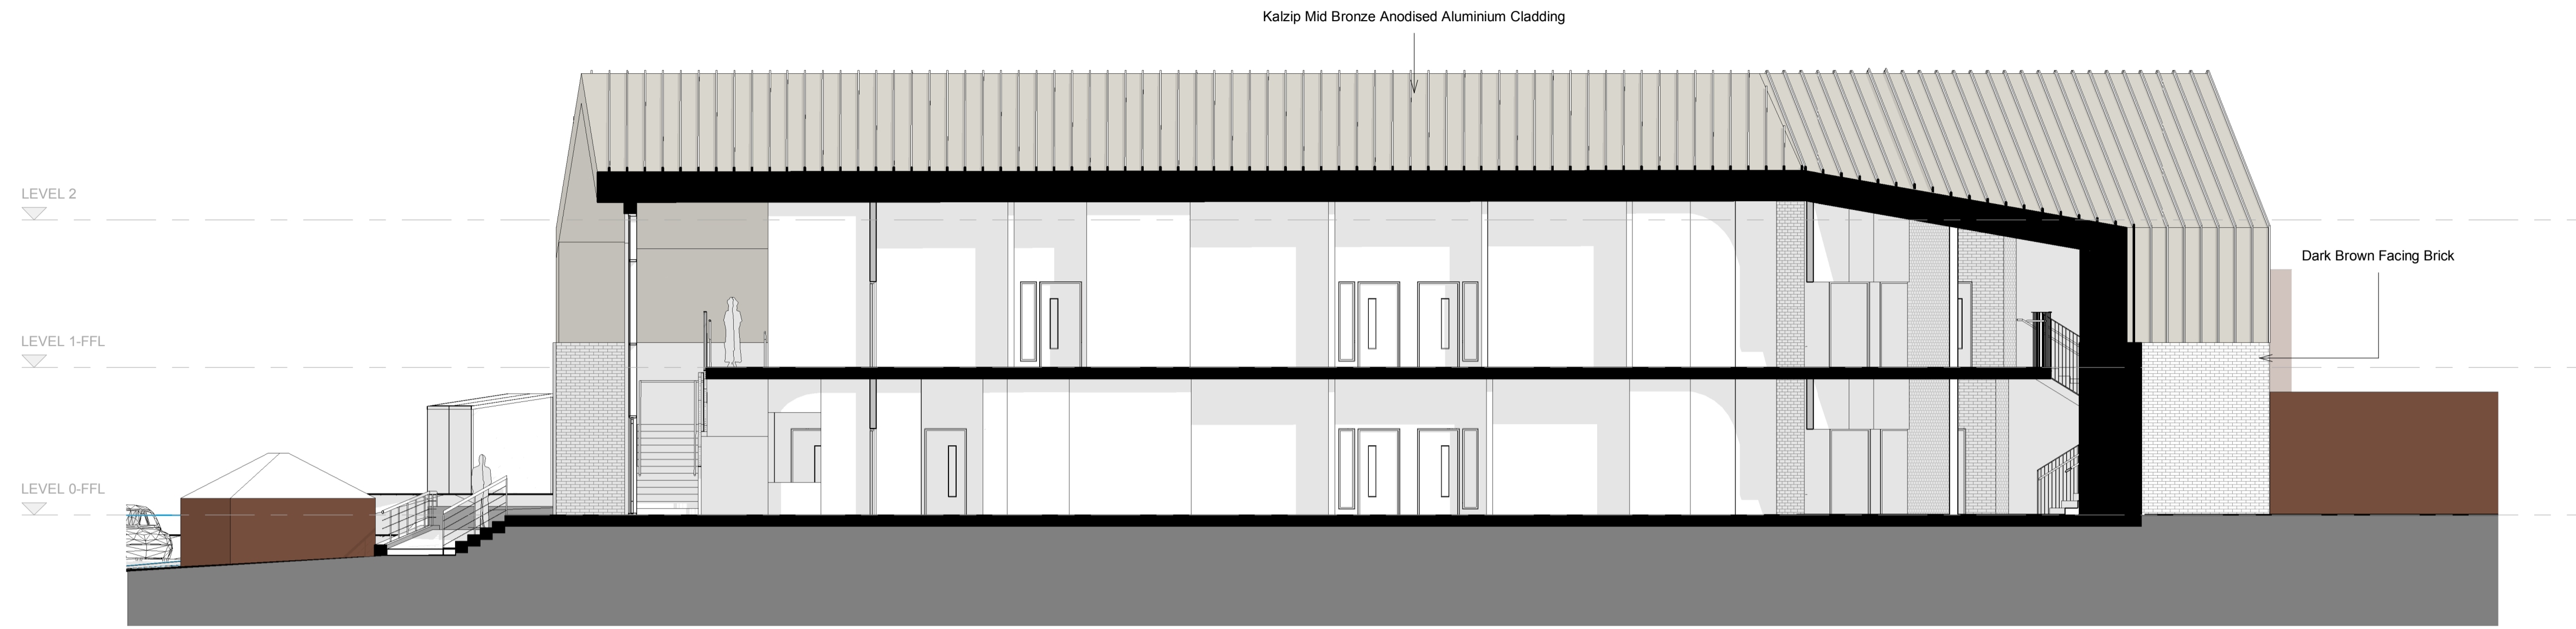 Kalzip Mid Bronze Anodised Aluminium Cladding
LEVEL 2
Dark Brown Facing Brick
LEVEL 1-FFL
LEVEL 0-FFL